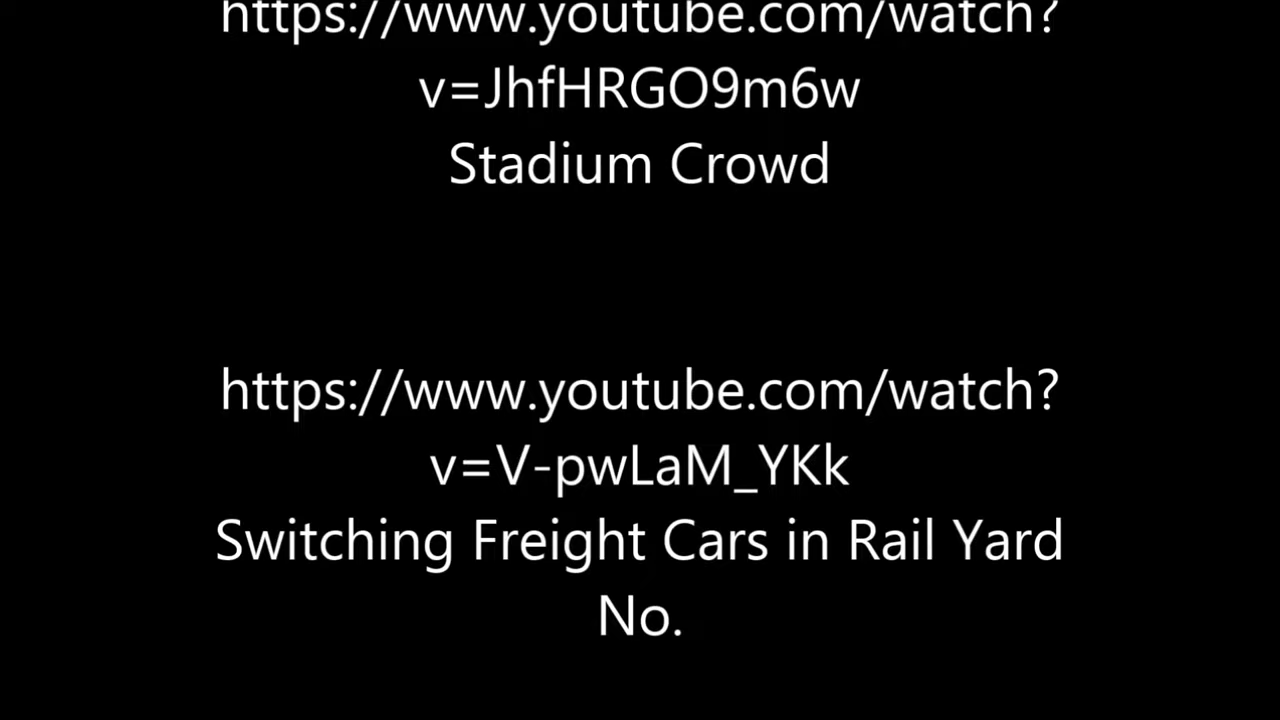 https://www.youtube.com/watch?
v=JhfHRGO9m6w
Stadium Crowd
https://www.youtube.com/watch?
v=V-pwLaM_YKk
Switching Freight Cars in Rail Yard
No.